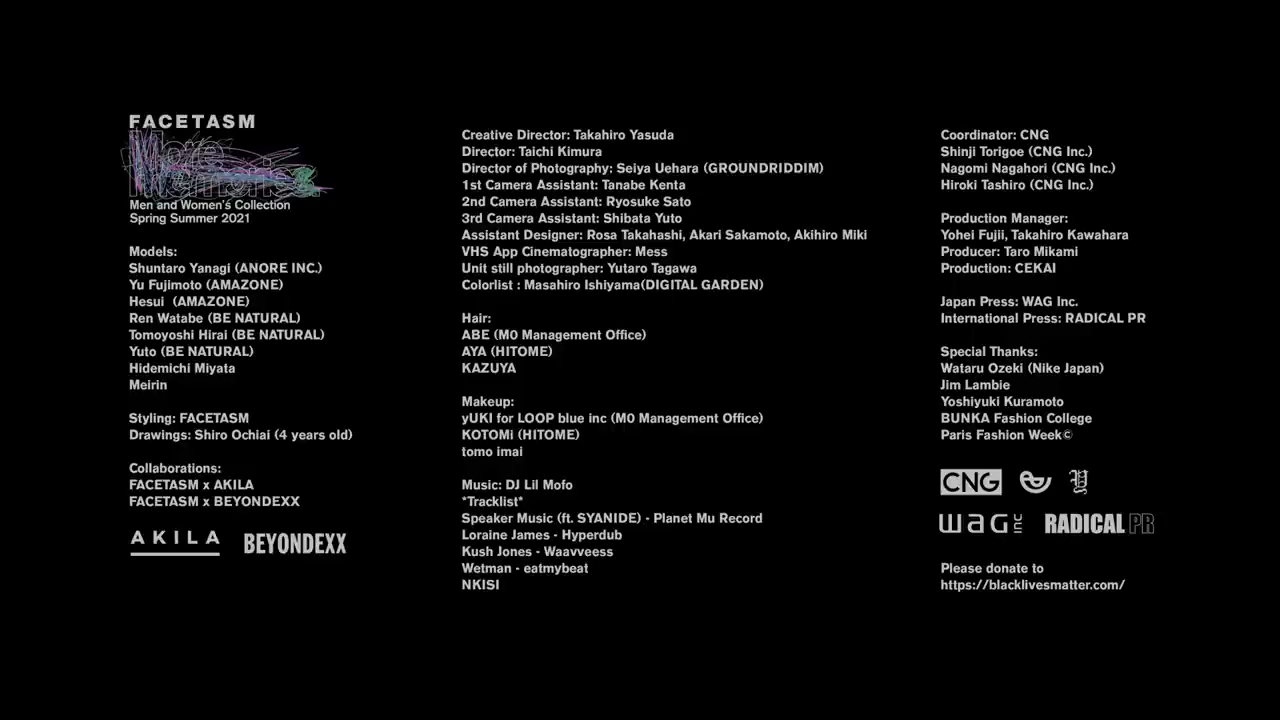 FACETASM
More
Memories
Men and Women's Collection
Spring Summer 2021
Models:
Shuntaro Yanagi (ANORE INC.)
Yu Fujimoto (AMAZONE)
Hesui (AMAZONE)
Ren Watabe (BE NATURAL)
Tomoyoshi Hirai (BE NATURAL)
Yuto (BE NATURAL)
Hidemichi Miyata
Meirin
Styling: FACETASM
Drawings: Shiro Ochiai (4 years old)
Collaborations:
FACETASM x AKILA
FACETASM x BEYONDEXX
AKILA
BEYONDEXX
Creative Director: Takahiro Yasuda
Director: Taichi Kimura
Director of Photography: Seiya Uehara (GROUNDRIDDIM)
1st Camera Assistant: Tanabe Kenta
2nd Camera Assistant: Ryosuke Sato
3rd Camera Assistant: Shibata Yuto
Assistant Designer: Rosa Takahashi, Akari Sakamoto, Akihiro Miki
VHS App Cinematographer: Mess
Unit still photographer: Yutaro Tagawa
Colorlist : Masahiro Ishiyama(DIGITAL GARDEN)
Hair:
ABE (M0 Management Office)
AYA (HITOME)
KAZUYA
Makeup:
yUKI for LOOP blue inc (M0 Management Office)
KOTOMi (HITOME)
tomo imai
Music: DJ Lil Mofo
*Tracklist*
Speaker Music (ft. SYANIDE) - Planet Mu Record
Loraine James - Hyperdub
Kush Jones - Waavveess
Wetman - eatmybeat
NKISI
Coordinator: CNG
Shinji Torigoe (CNG Inc.)
Nagomi Nagahori (CNG Inc.)
Hiroki Tashiro (CNG Inc.)
Production Manager:
Yohei Fujii, Takahiro Kawahara
Producer: Taro Mikami
Production: CEKAI
Japan Press: WAG Inc.
International Press: RADICAL PR
Special Thanks:
Wataru Ozeki (Nike Japan)
Jim Lambie
Yoshiyuki Kuramoto
BUNKA Fashion College
Paris Fashion Week©
CNG
WAG INC
RADICAL PR
Please donate to
https://blacklivesmatter.com/